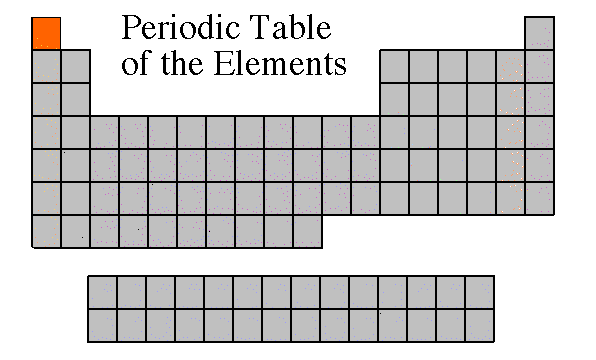 Periodic Table
of the Elements